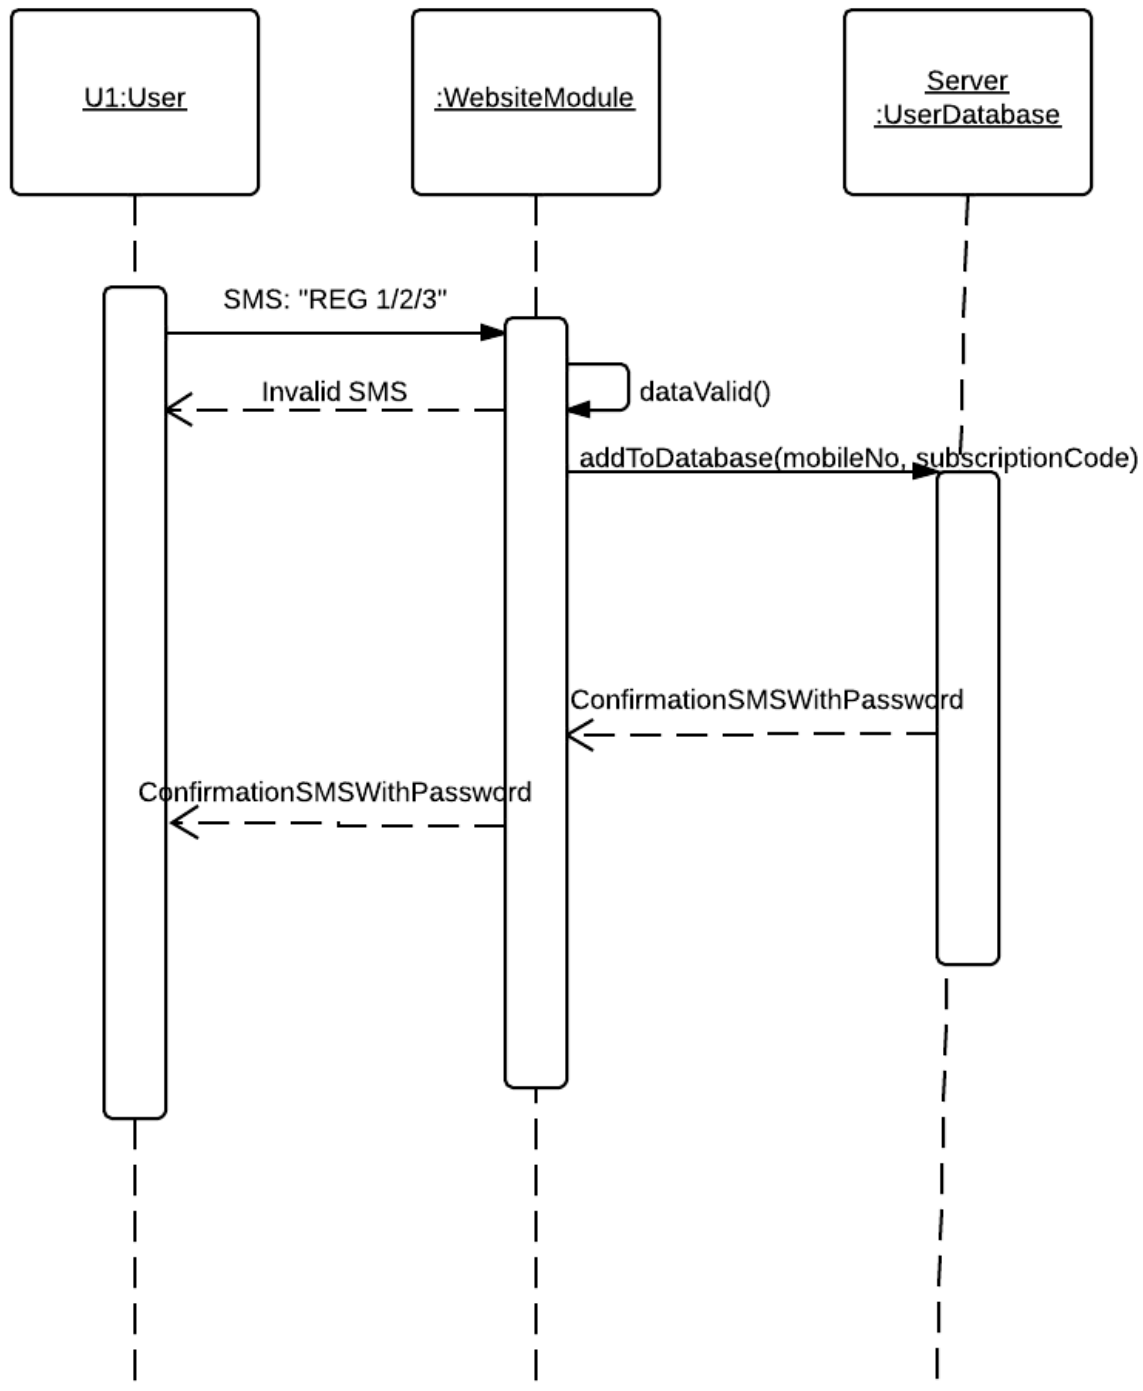 U1:User
:WebsiteModule
Server
:UserDatabase
SMS: "REG 1/2/3"
Invalid SMS
dataValid()
addToDatabase(mobileNo, subscriptionCode)
ConfirmationSMSWithPassword
ConfirmationSMSWithPassword